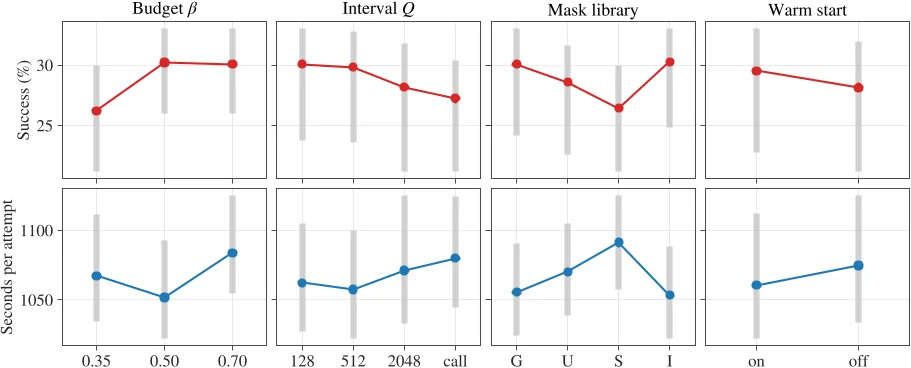 Budget β
Interval Q
Mask library
Warm start
Success (%)
30
25
Seconds per attempt
1100
1050
0.35 0.50 0.70
128 512 2048 call
G U S I
on off